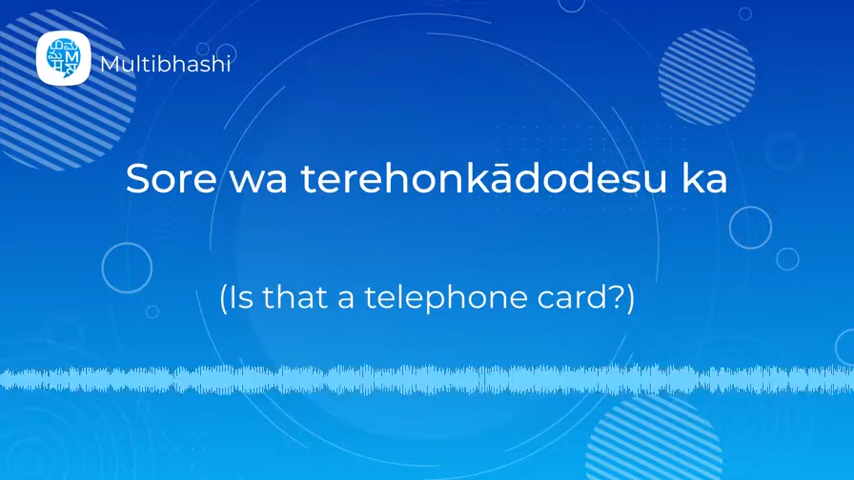 Multibhashi
Sore wa terehonkādodesu ka
(Is that a telephone card?)